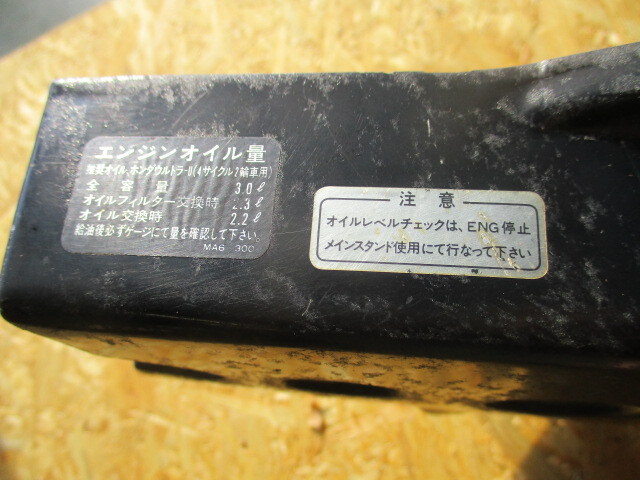 エンジンオイル量
推奨オイル、ホンダウルトラ-U(4サイクル2輪車用)
全容量 3.0ℓ
オイルフィルター交換時 2.3ℓ
オイル交換時 2.2ℓ
給油後必ずゲージにて量を確認して下さい
MA6 300
注意
オイルレベルチェックは、ENG停止
メインスタンド使用にて行なって下さい